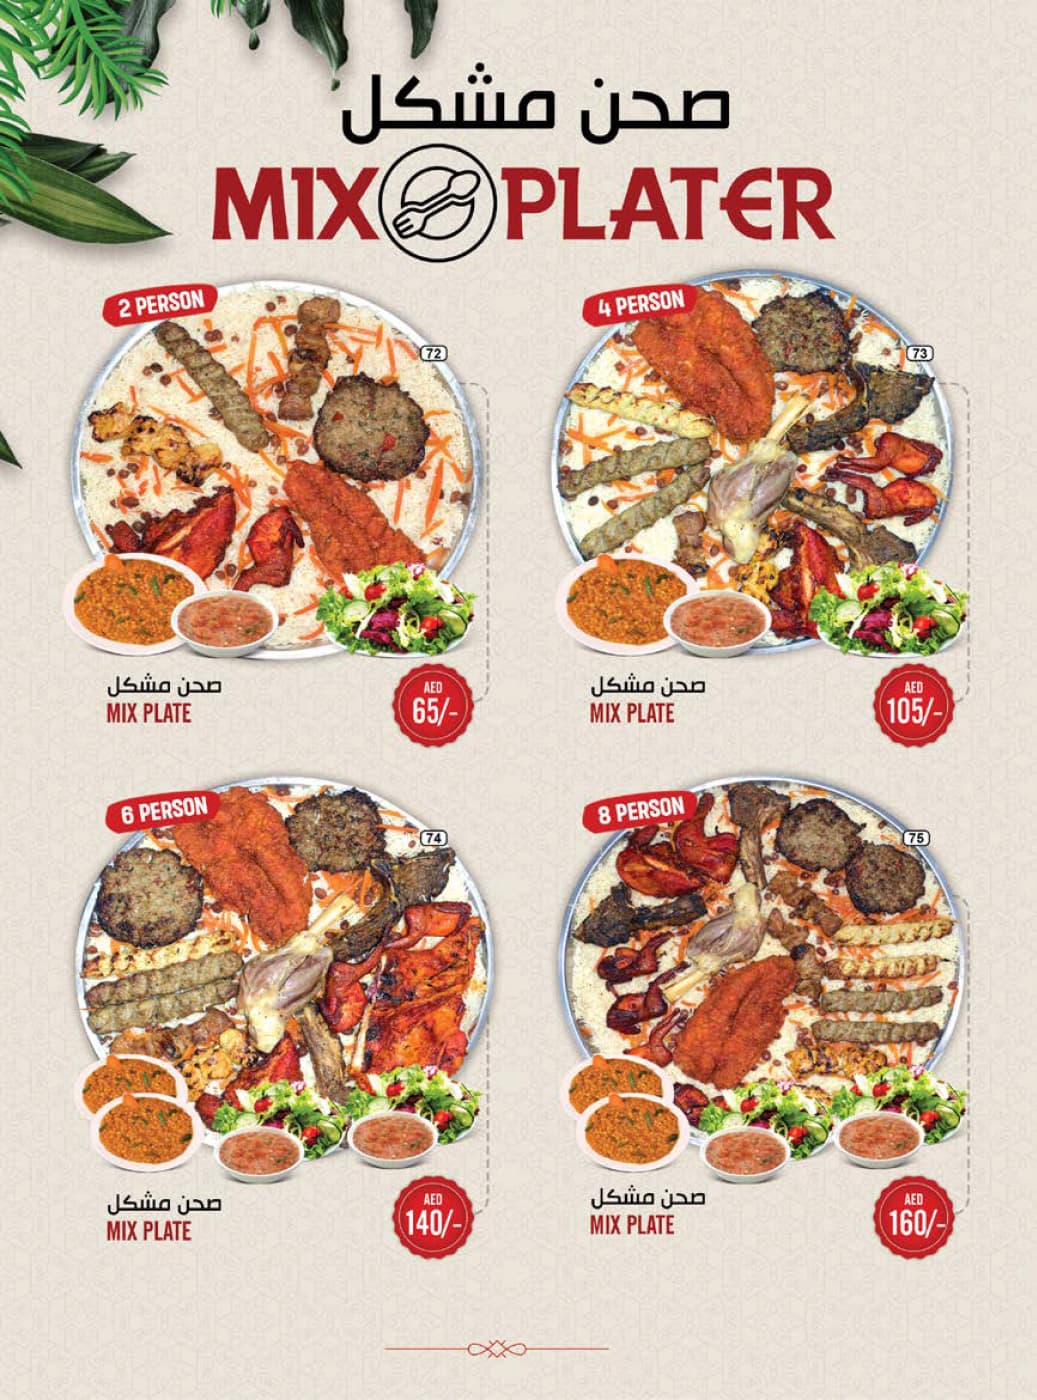 صحن مشكل
MIX PLATER
2 PERSON
72
صحن مشكل
MIX PLATE
AED
65/-
4 PERSON
73
صحن مشكل
MIX PLATE
AED
105/-
6 PERSON
74
صحن مشكل
MIX PLATE
AED
140/-
8 PERSON
75
صحن مشكل
MIX PLATE
AED
160/-